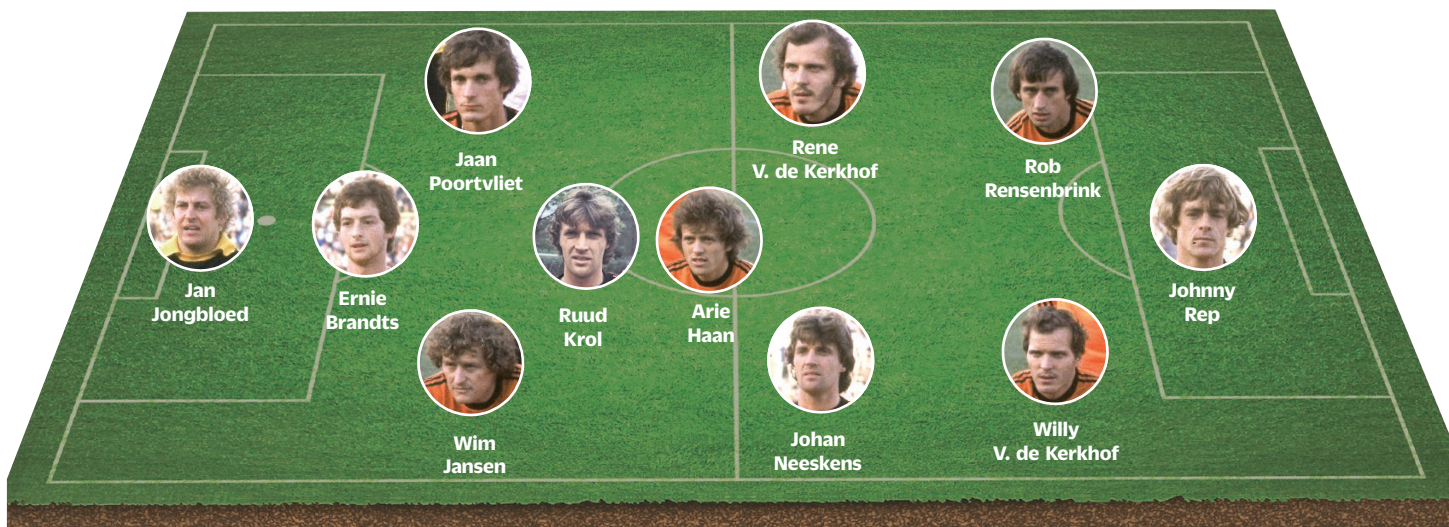 Jaan
Poortvliet
Rene
V. de Kerkhof
Rob
Rensenbrink
Jan
Jongbloed
Ernie
Brandts
Ruud
Krol
Arie
Haan
Johnny
Rep
Wim
Jansen
Johan
Neeskens
Willy
V. de Kerkhof